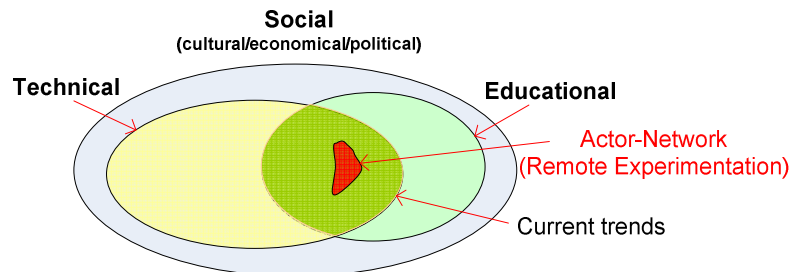 Social
(cultural/economical/political)
Technical
Educational
Actor-Network
(Remote Experimentation)
Current trends